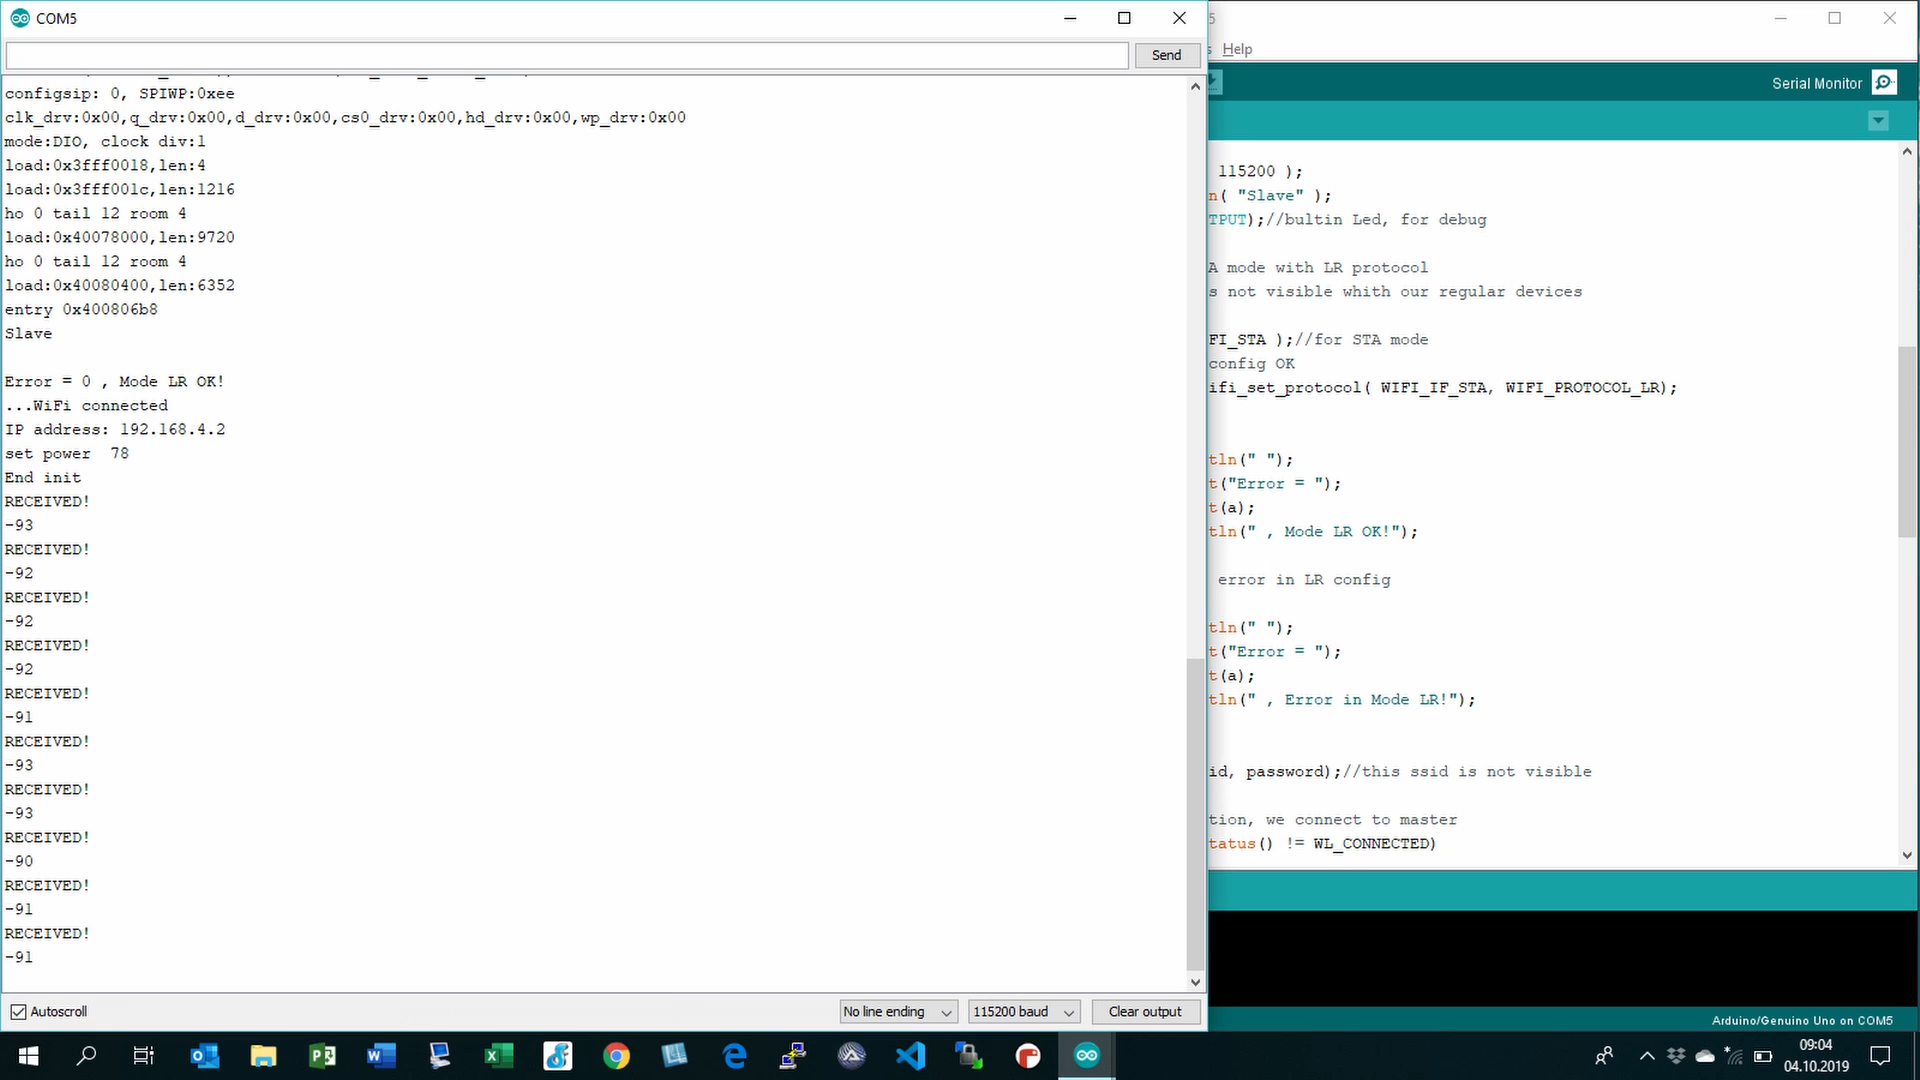 COM5
Send
configsip: 0, SPIWP:0xee
clk_drv:0x00,q_drv:0x00,d_drv:0x00,cs0_drv:0x00,hd_drv:0x00,wp_drv:0x00
mode:DIO, clock div:1
load:0x3fff0018,len:4
load:0x3fff001c,len:1216
ho 0 tail 12 room 4
load:0x40078000,len:9720
ho 0 tail 12 room 4
load:0x40080400,len:6352
entry 0x400806b8
Slave
Error = 0 , Mode LR OK!
...WiFi connected
IP address: 192.168.4.2
set power  78
End init
RECEIVED!
-93
RECEIVED!
-92
RECEIVED!
-92
RECEIVED!
-92
RECEIVED!
-91
RECEIVED!
-93
RECEIVED!
-93
RECEIVED!
-90
RECEIVED!
-91
RECEIVED!
-91
Autoscroll
No line ending
115200 baud
Clear output
5
s Help
Serial Monitor
115200 );
n( "Slave" );
TPUT);//bultin Led, for debug
A mode with LR protocol
s not visible whith our regular devices
FI_STA );//for STA mode
config OK
ifi_set_protocol( WIFI_IF_STA, WIFI_PROTOCOL_LR);
tln(" ");
t("Error = ");
t(a);
tln(" , Mode LR OK!");
error in LR config
tln(" ");
t("Error = ");
t(a);
tln(" , Error in Mode LR!");
id, password);//this ssid is not visible
tion, we connect to master
tatus() != WL_CONNECTED)
Arduino/Genuino Uno on COM5
09:04
04.10.2019